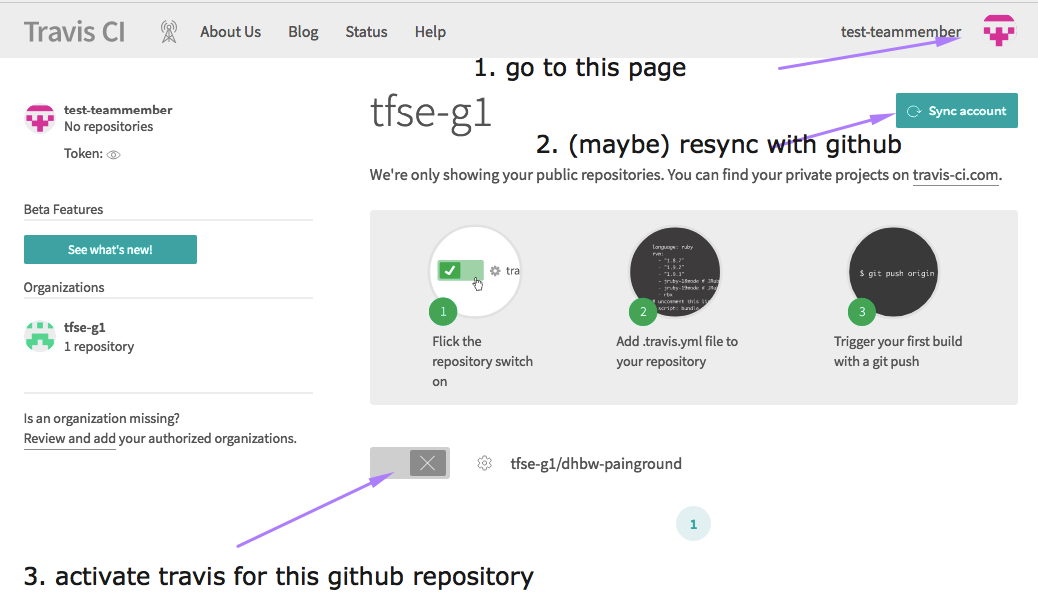 Travis CI
About Us
Blog
Status
Help
test-teammember
1. go to this page
test-teammember
No repositories
Token:
tfse-g1
Sync account
2. (maybe) resync with github
We're only showing your public repositories. You can find your private projects on travis-ci.com.
Beta Features
See what's new!
Organizations
tfse-g1
1 repository
Is an organization missing?
Review and add your authorized organizations.
tra
1
Flick the
repository switch
on
language: ruby
rvm:
- "1.8.7"
- "1.9.2"
- "1.9.3"
- jruby-18mode # JRu
- jruby-19mode # JRu
- rbx
# uncomment this li
script: bundle
2
Add .travis.yml file to
your repository
$ git push origin
3
Trigger your first build
with a git push
tfse-g1/dhbw-painground
1
3. activate travis for this github repository